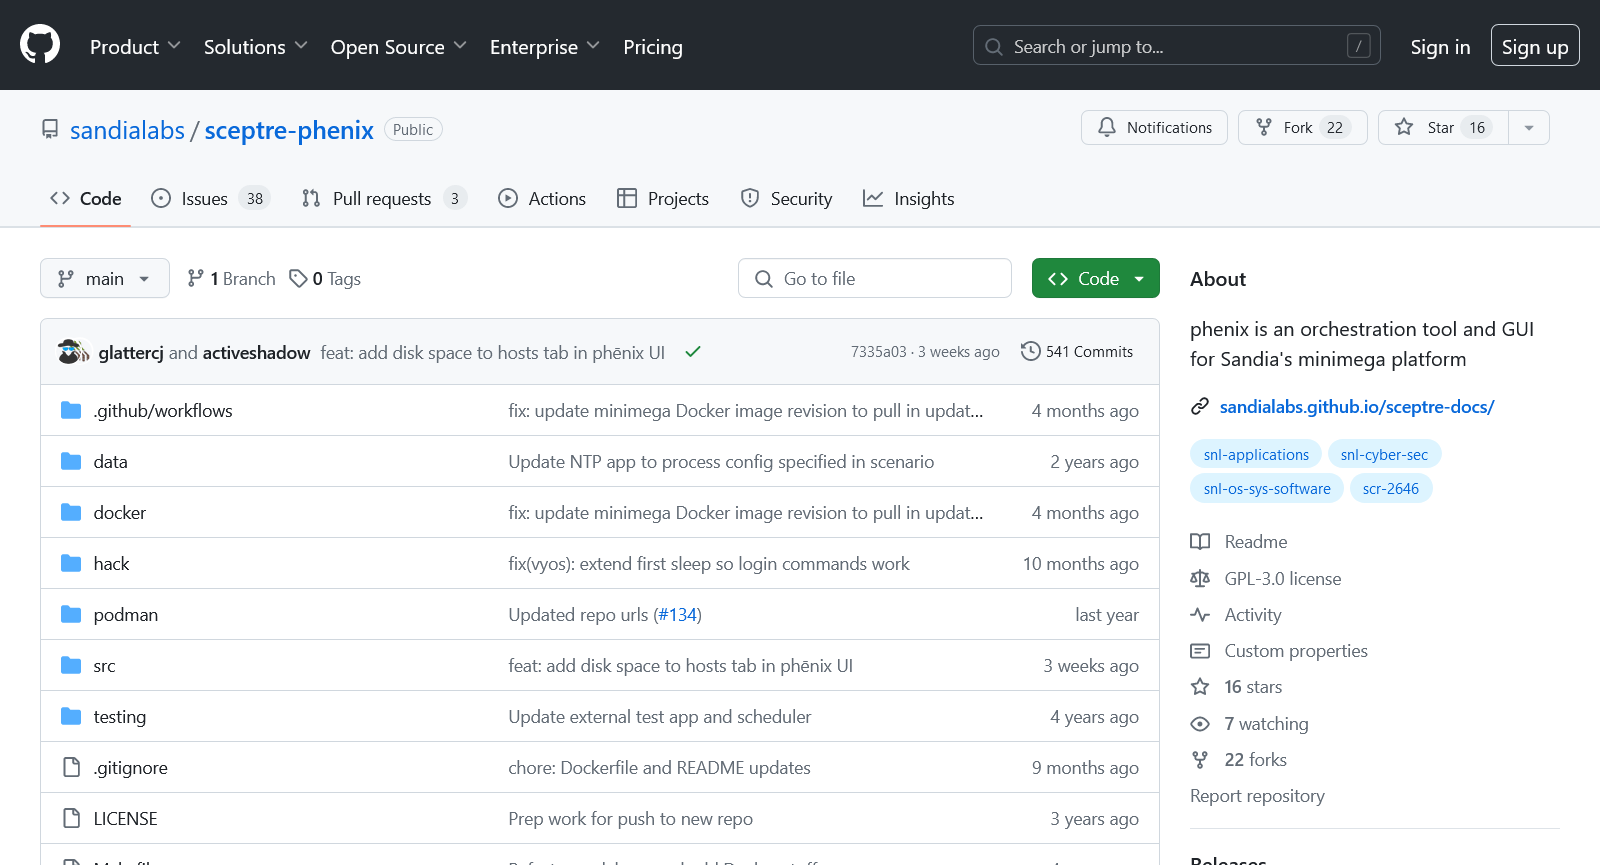 Product Solutions Open Source Enterprise Pricing Search or jump to... / Sign in Sign up
sandialabs / sceptre-phenix Public Notifications Fork 22 Star 16
Code Issues 38 Pull requests 3 Actions Projects Security Insights
main 1 Branch 0 Tags Go to file Code
glattercj and activeshadow feat: add disk space to hosts tab in phēnix UI 7335a03 · 3 weeks ago 541 Commits
.github/workflows fix: update minimega Docker image revision to pull in updat... 4 months ago
data Update NTP app to process config specified in scenario 2 years ago
docker fix: update minimega Docker image revision to pull in updat... 4 months ago
hack fix(vyos): extend first sleep so login commands work 10 months ago
podman Updated repo urls (#134) last year
src feat: add disk space to hosts tab in phēnix UI 3 weeks ago
testing Update external test app and scheduler 4 years ago
.gitignore chore: Dockerfile and README updates 9 months ago
LICENSE Prep work for push to new repo 3 years ago
About
phenix is an orchestration tool and GUI
for Sandia's minimega platform
sandialabs.github.io/sceptre-docs/
snl-applications snl-cyber-sec
snl-os-sys-software scr-2646
Readme
GPL-3.0 license
Activity
Custom properties
16 stars
7 watching
22 forks
Report repository
Releases